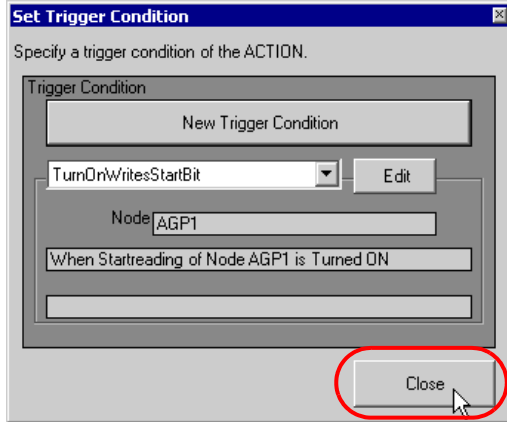 Set Trigger Condition
Specify a trigger condition of the ACTION.
Trigger Condition
New Trigger Condition
TurnOnWritesStartBit
Edit
Node AGP1
When Startreading of Node AGP1 is Turned ON
Close